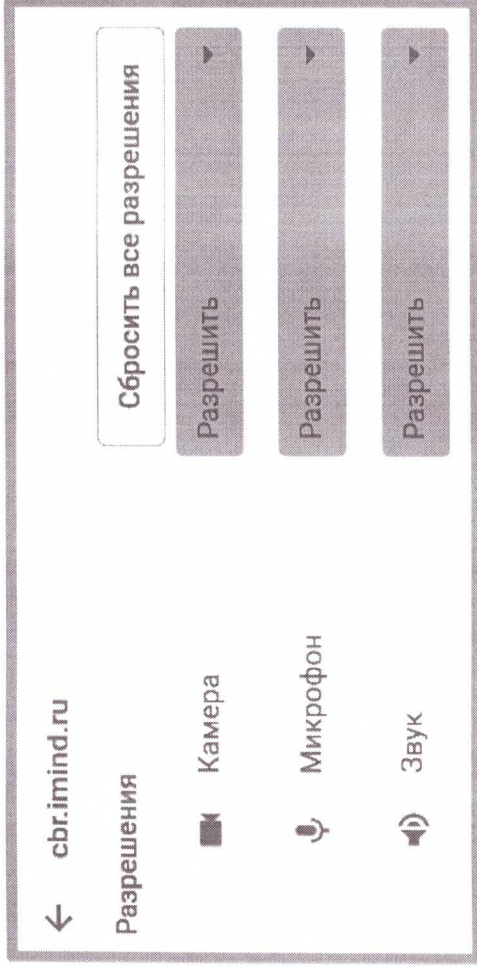 cbr.imind.ru
Разрешения
Сбросить все разрешения
Камера
Разрешить
Микрофон
Разрешить
Звук
Разрешить